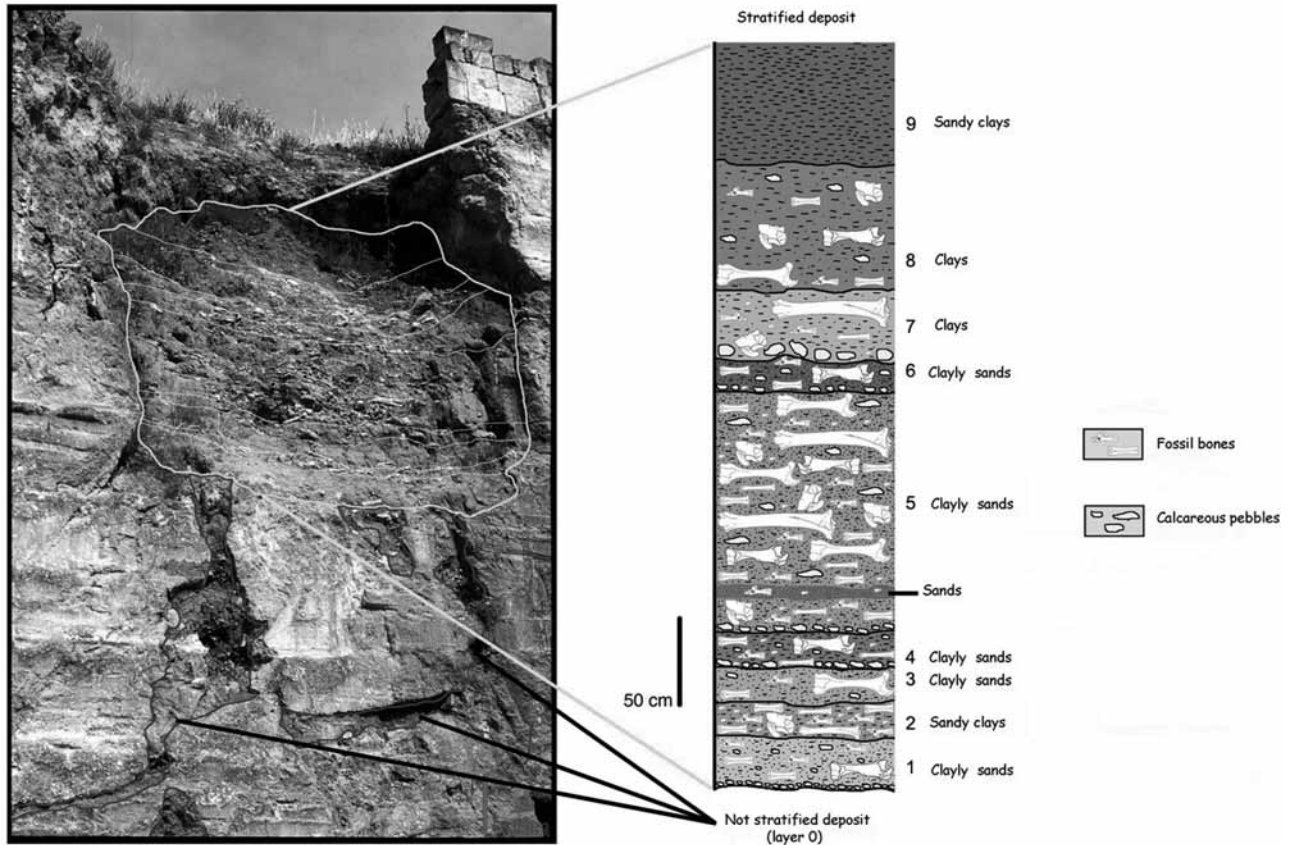 Stratified deposit
9 Sandy clays
8 Clays
7 Clays
6 Clayly sands
Fossil bones
5 Clayly sands
Calcareous pebbles
Sands
4 Clayly sands
3 Clayly sands
50 cm
2 Sandy clays
1 Clayly sands
Not stratified deposit
(layer 0)